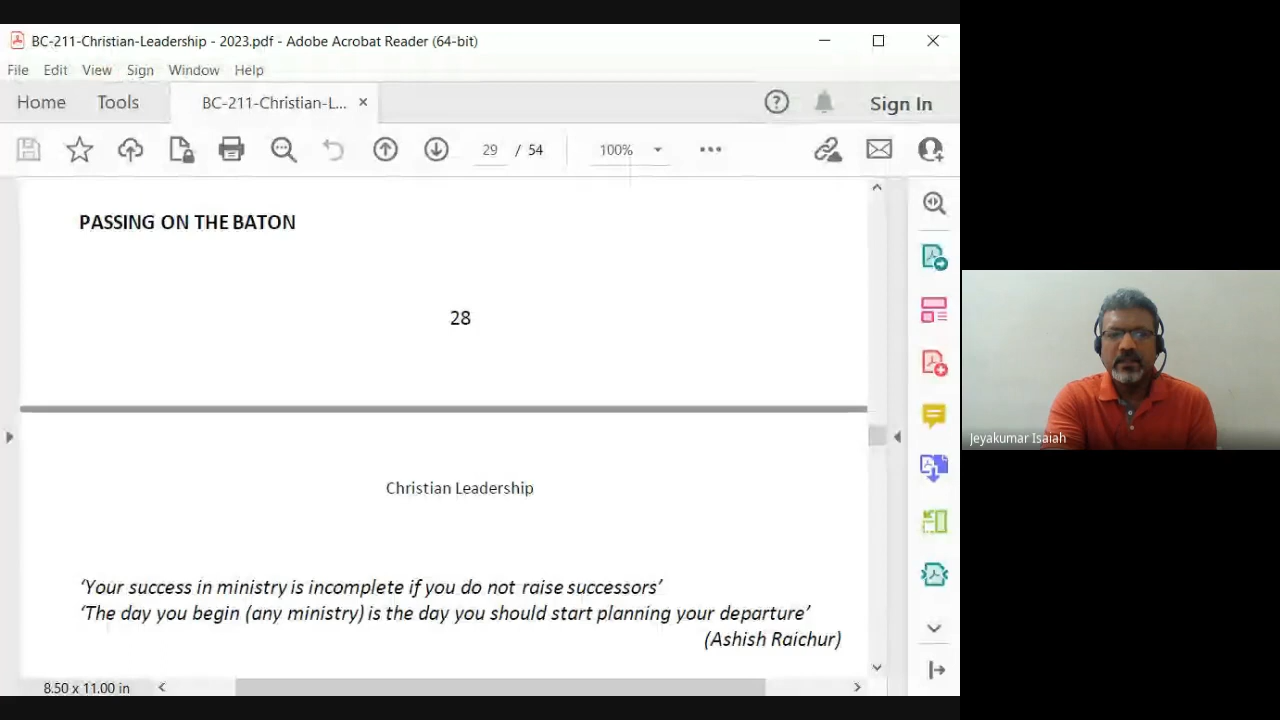 BC-211-Christian-Leadership - 2023.pdf - Adobe Acrobat Reader (64-bit)
File Edit View Sign Window Help
Home Tools BC-211-Christian-L... × Sign In
29 / 54 100%
PASSING ON THE BATON
28
Christian Leadership
‘Your success in ministry is incomplete if you do not raise successors’
‘The day you begin (any ministry) is the day you should start planning your departure’
(Ashish Raichur)
8.50 x 11.00 in
Jeyakumar Isaiah